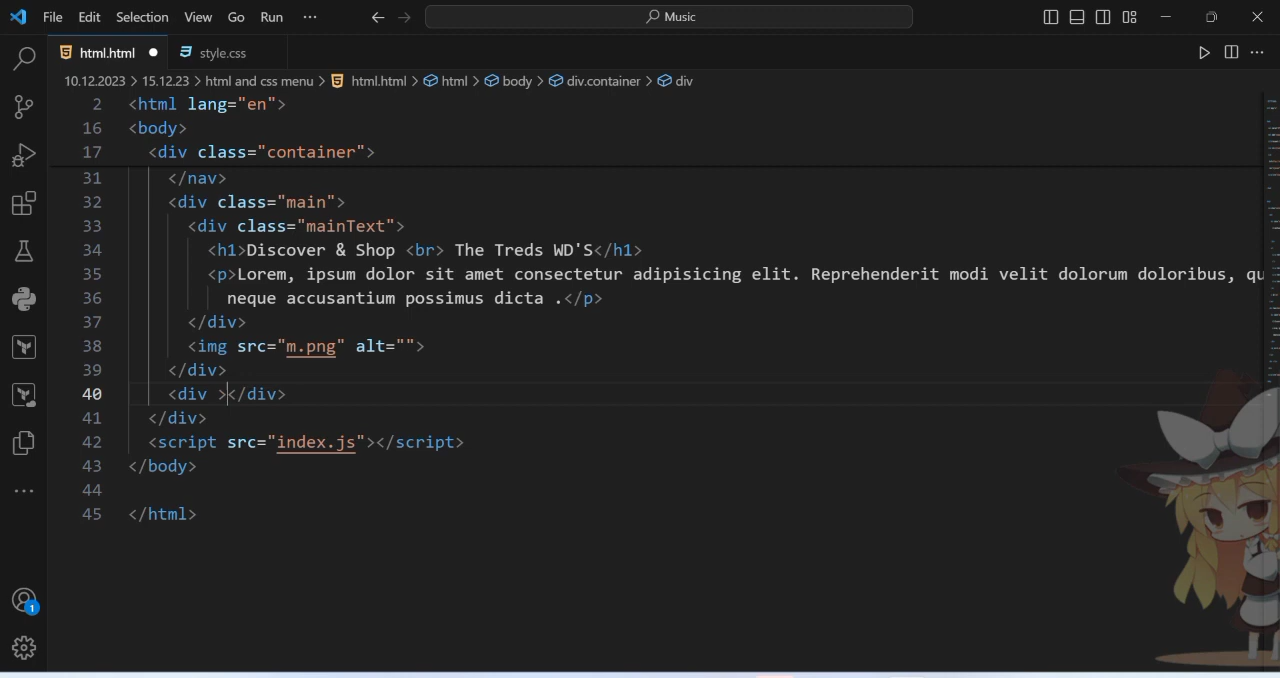 File Edit Selection View Go Run ··· Music
html.html style.css
10.12.2023 > 15.12.23 > html and css menu > html.html > html > body > div.container > div
2 <html lang="en">
16 <body>
17 <div class="container">
31 </nav>
32 <div class="main">
33 <div class="mainText">
34 <h1>Discover & Shop <br> The Treds WD'S</h1>
35 <p>Lorem, ipsum dolor sit amet consectetur adipisicing elit. Reprehenderit modi velit dolorum doloribus, qu
36 neque accusantium possimus dicta .</p>
37 </div>
38 <img src="m.png" alt="">
39 </div>
40 <div ></div>
41 </div>
42 <script src="index.js"></script>
43 </body>
44
45 </html>
1